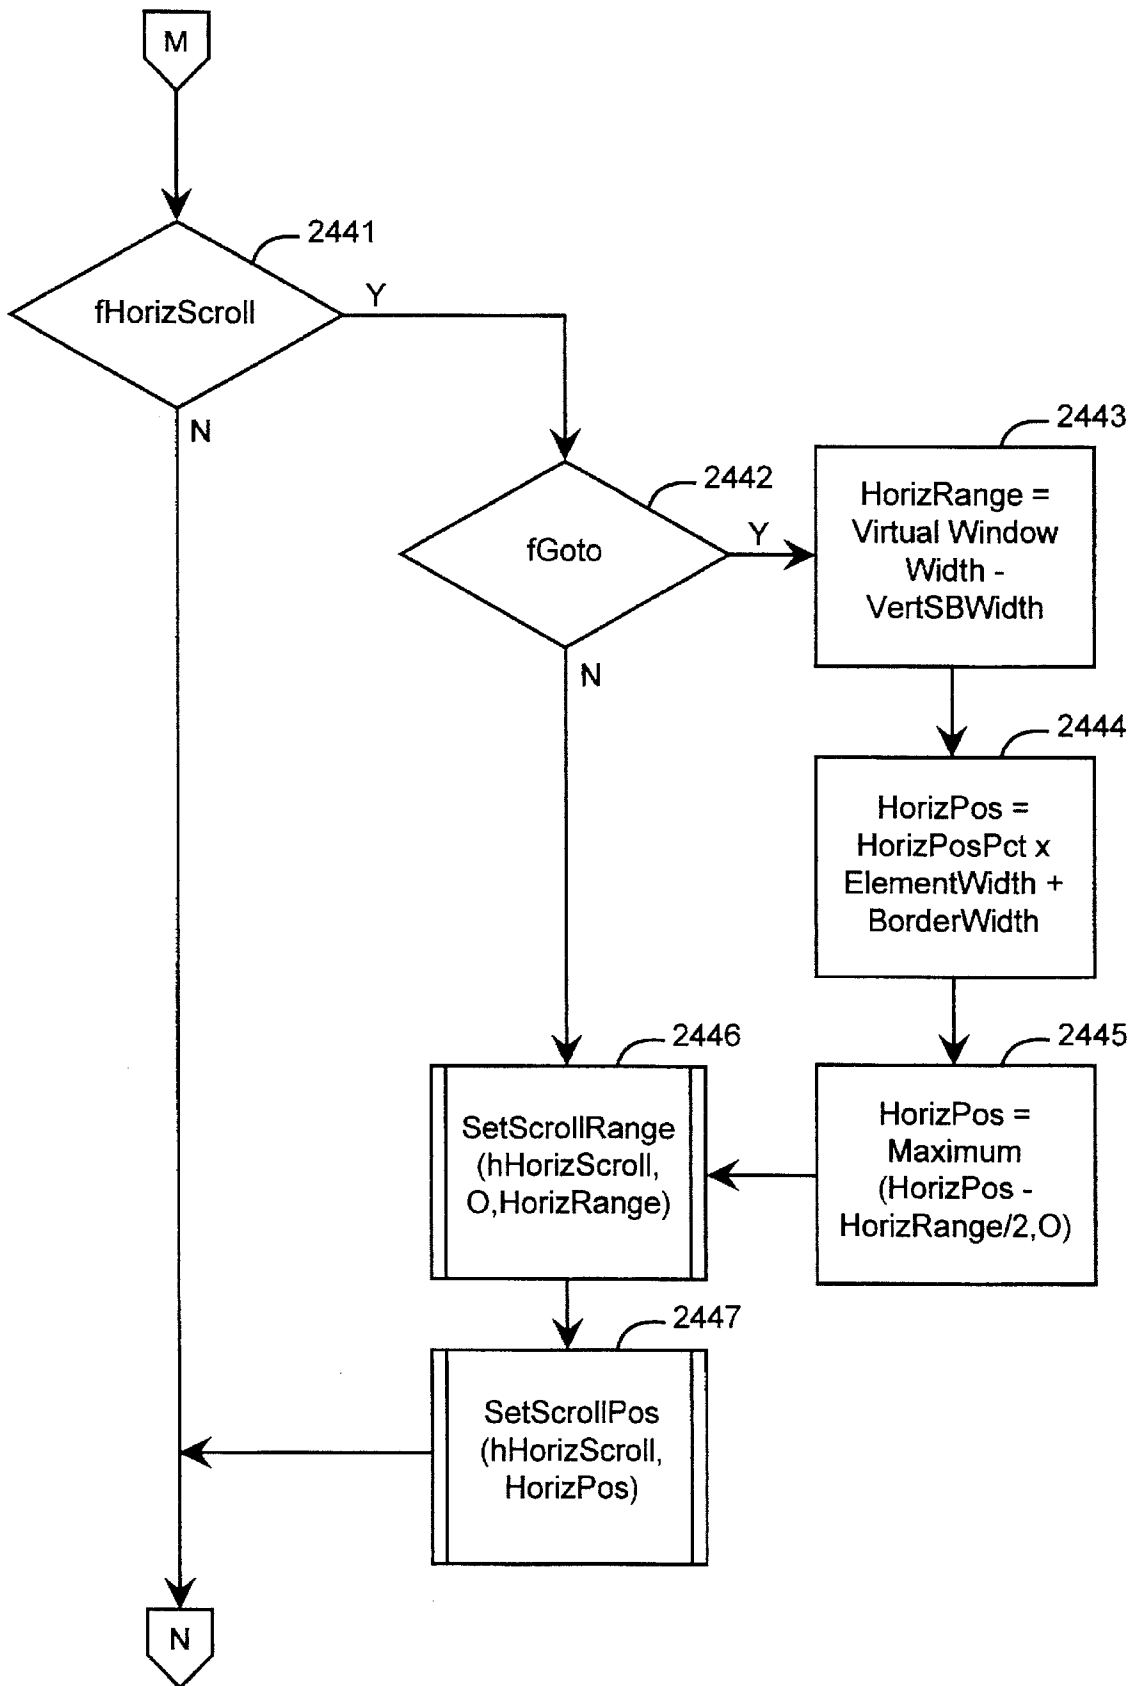 M
2441
fHorizScroll
Y
N
2442
fGoto
Y
N
2443
HorizRange =
Virtual Window
Width -
VertSBWidth
2444
HorizPos =
HorizPosPct x
ElementWidth +
BorderWidth
2445
HorizPos =
Maximum
(HorizPos -
HorizRange/2,O)
2446
SetScrollRange
(hHorizScroll,
O,HorizRange)
2447
SetScrollPos
(hHorizScroll,
HorizPos)
N